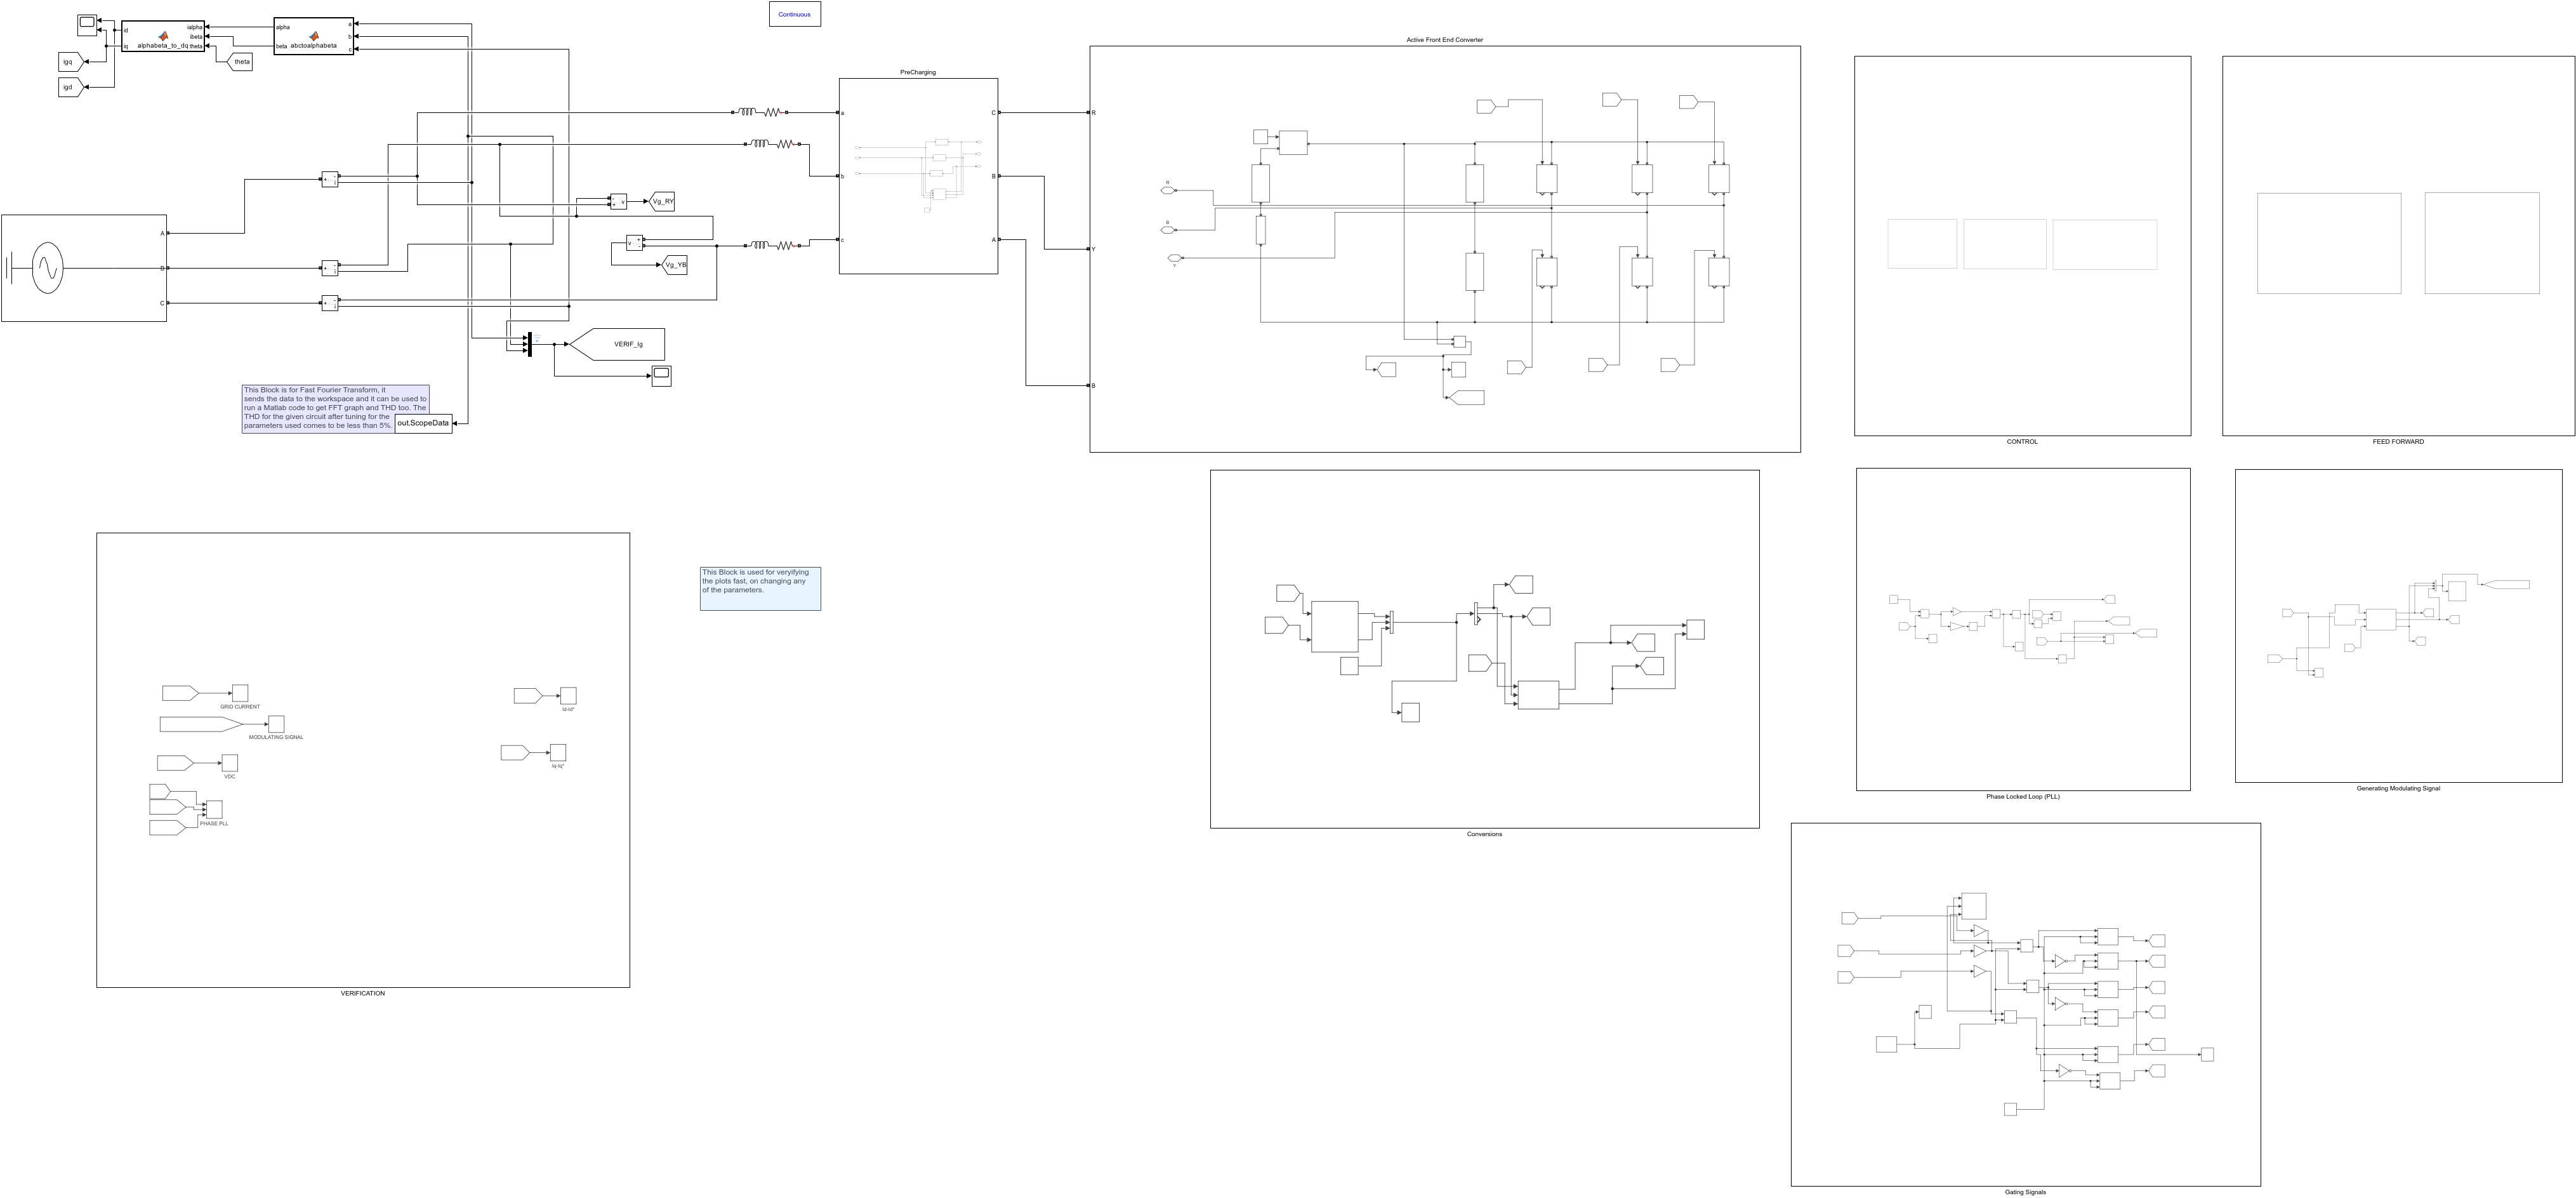 Continuous
id
iq
alphabeta_to_dq
ialpha
ibeta
theta
alpha
beta
abctoalphabeta
a
b
c
igq
igd
theta
PreCharging
a
b
c
C
B
A
Active Front End Converter
R
Y
B
R
B
Y
A
B
C
+
-
i
+
-
i
+
-
i
-
+
v
Vg_RY
v
+
-
Vg_YB
VERIF_Ig
This Block is for Fast Fourier Transform, it
sends the data to the workspace and it can be used to
run a Matlab code to get FFT graph and THD too. The
THD for the given circuit after tuning for the
parameters used comes to be less than 5%.
out.ScopeData
CONTROL
FEED FORWARD
This Block is used for veryifying
the plots fast, on changing any
of the parameters.
GRID CURRENT
MODULATING SIGNAL
VDC
PHASE PLL
Id-Id*
Iq-Iq*
VERIFICATION
Conversions
Phase Locked Loop (PLL)
Generating Modulating Signal
Gating Signals